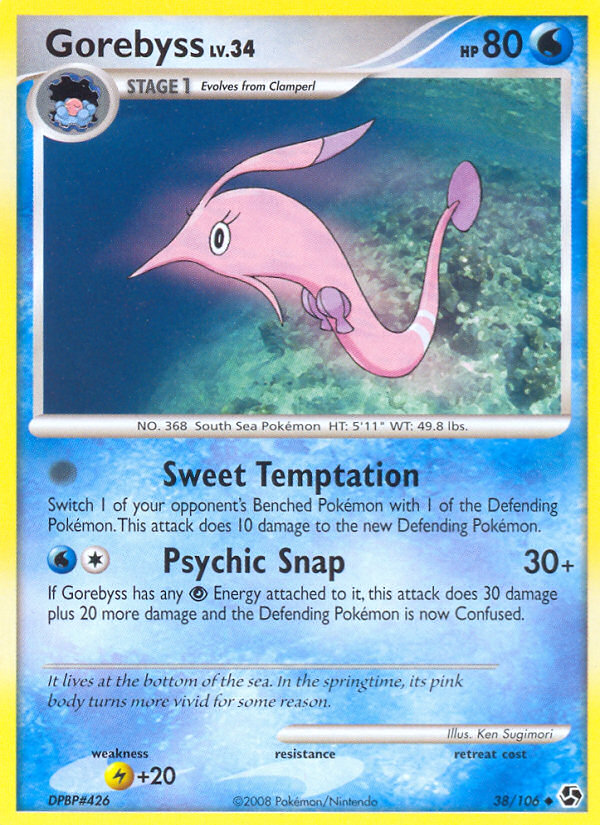 Gorebyss LV.34 HP 80
STAGE 1 Evolves from Clamperl
NO. 368 South Sea Pokémon HT: 5'11" WT: 49.8 lbs.
Sweet Temptation
Switch 1 of your opponent's Benched Pokémon with 1 of the Defending
Pokémon. This attack does 10 damage to the new Defending Pokémon.
Psychic Snap 30+
If Gorebyss has any Energy attached to it, this attack does 30 damage
plus 20 more damage and the Defending Pokémon is now Confused.
It lives at the bottom of the sea. In the springtime, its pink
body turns more vivid for some reason.
Illus. Ken Sugimori
weakness resistance retreat cost
+20
DPBP#426 ©2008 Pokémon/Nintendo 38/106